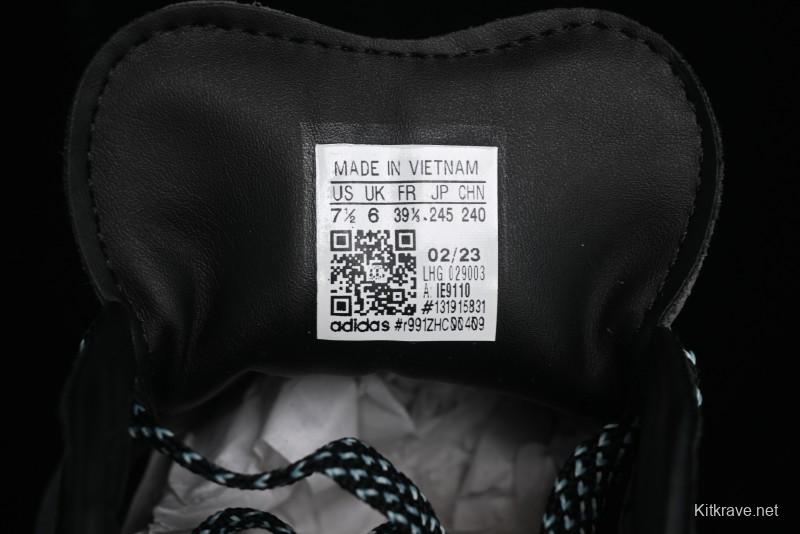 MADE IN VIETNAM
US UK FR JP CHN
7½ 6 39⅓ 245 240
02/23
LHG 029003
A: IE9110
#131915831
adidas #r991ZHC00409
Kitkrave.net